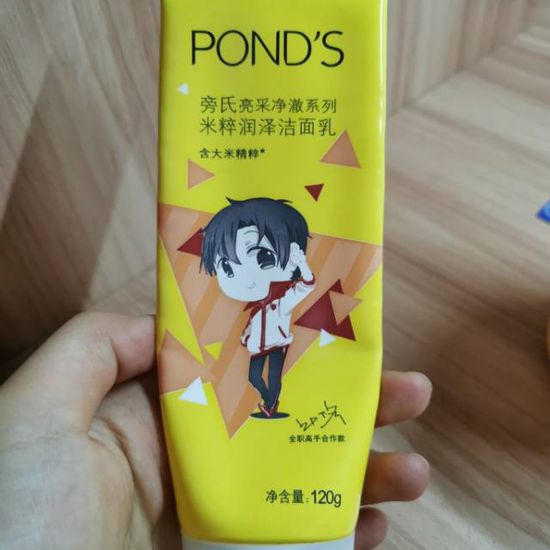 POND'S
旁氏亮采净澈系列
米粹润泽洁面乳
含大米精粹*
全职高手合作款
净含量：120g